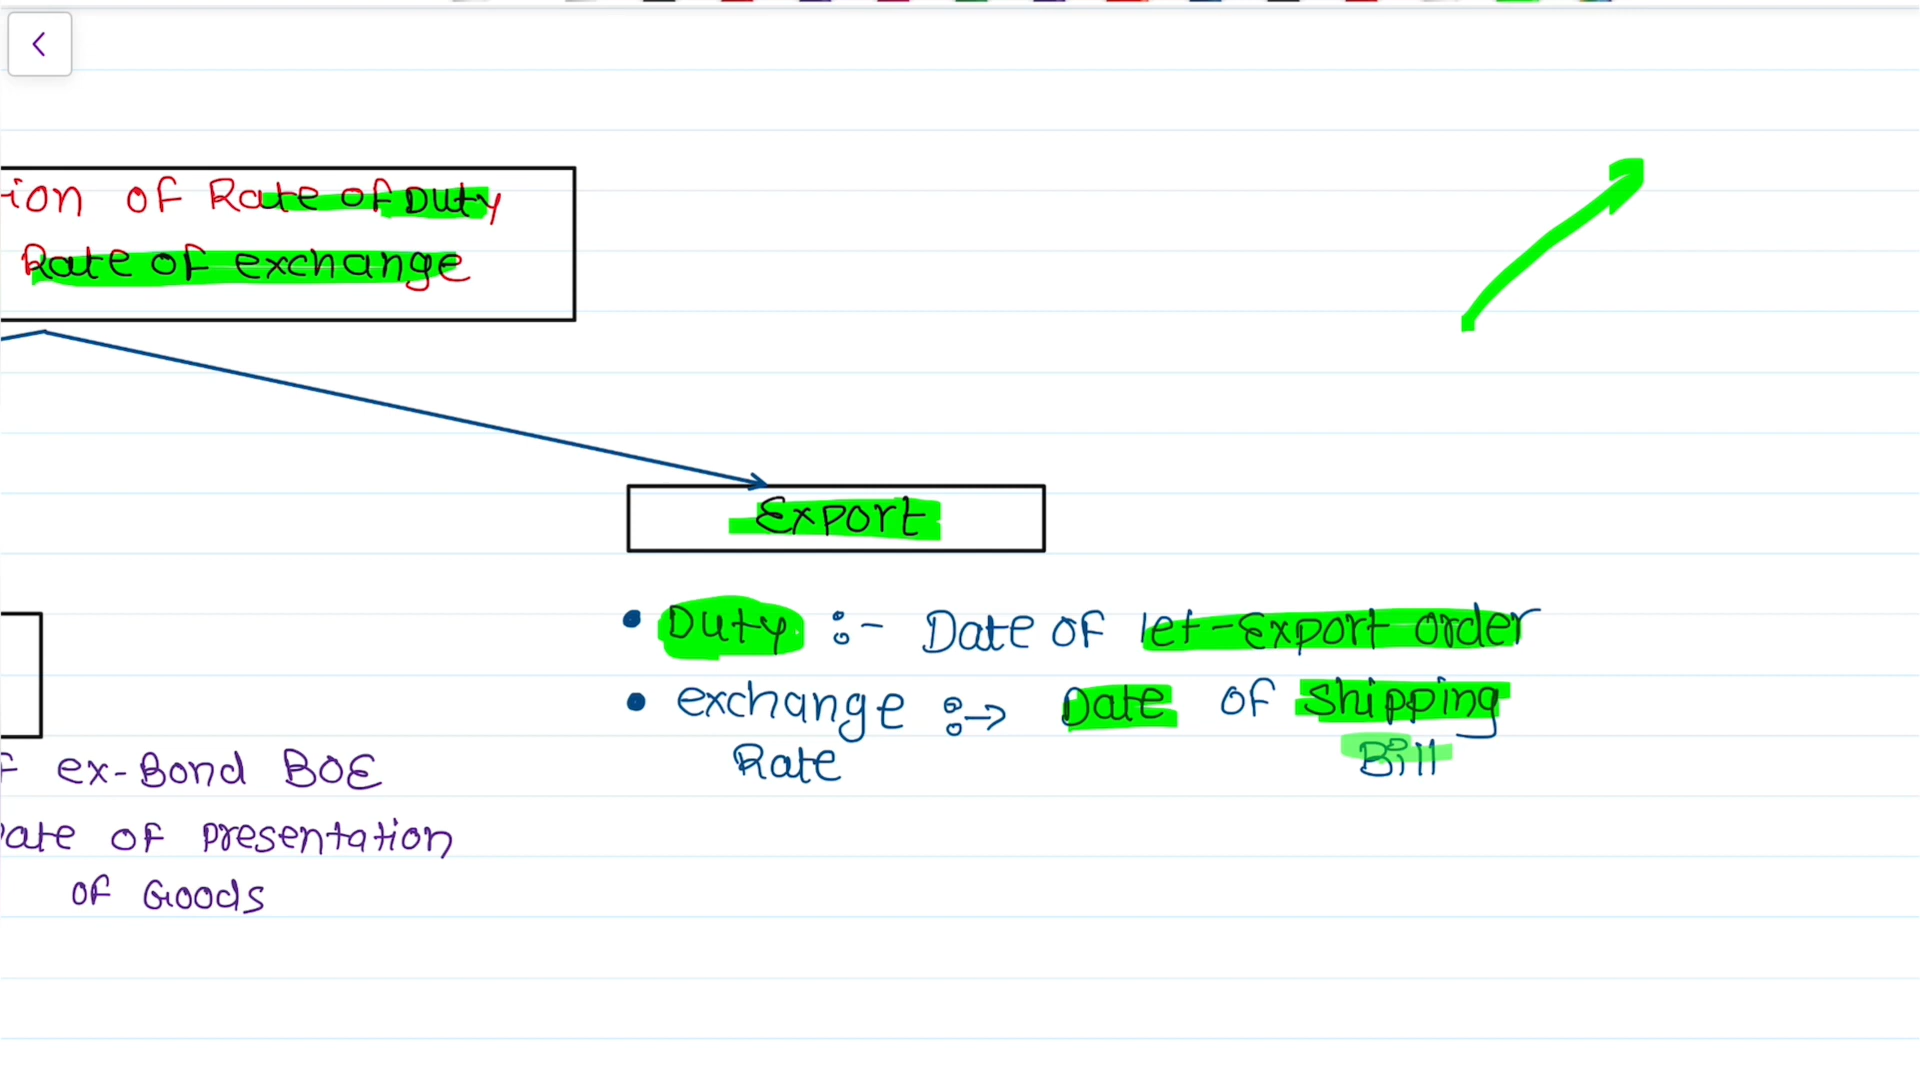 ion of Rate of Duty
Rate of exchange
Export
• Duty :- Date of let-Export order
• exchange :→ Date of Shipping
Rate Bill
ex-Bond BOE
Date of Presentation
of Goods